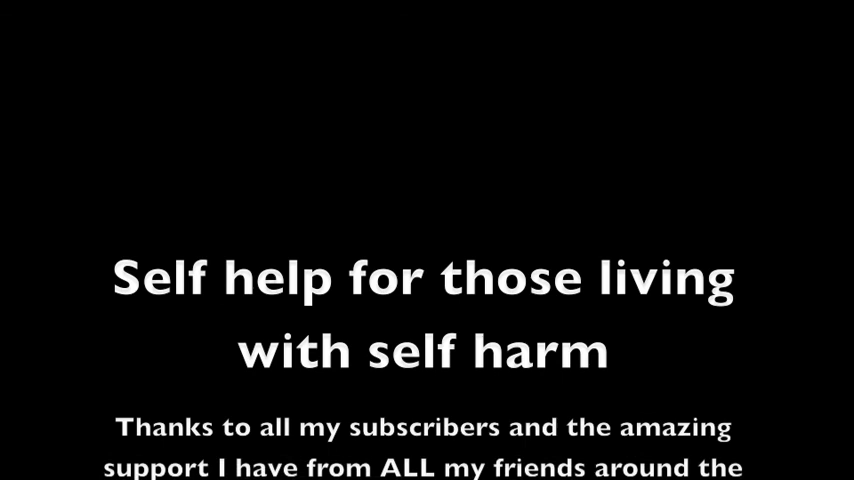 Self help for those living
with self harm
Thanks to all my subscribers and the amazing
support I have from ALL my friends around the